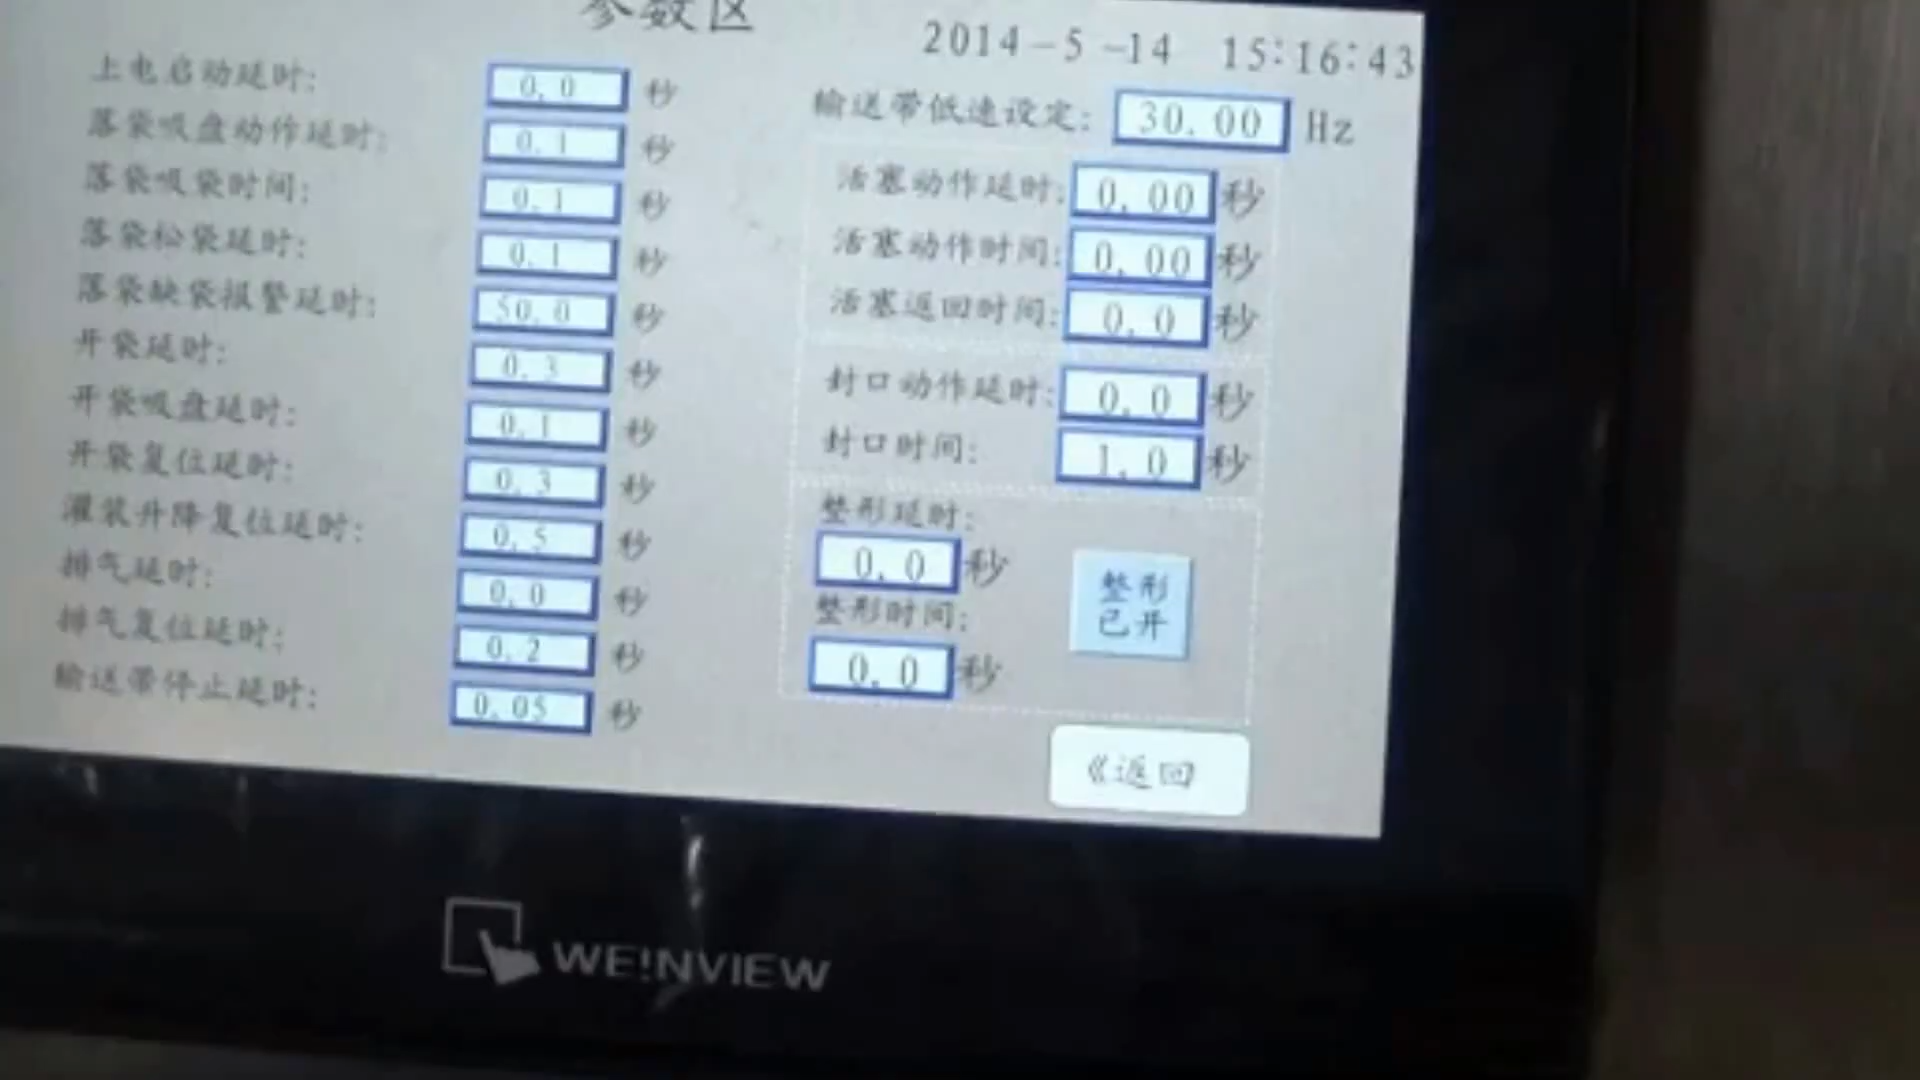 参数区
2014-5-14 15:16:43
上电启动延时: 0.0 秒
落袋吸盘动作延时: 0.1 秒
落袋吸袋时间: 0.1 秒
落袋松袋延时: 0.1 秒
落袋缺袋报警延时: 50.0 秒
开袋延时: 0.3 秒
开袋吸盘延时: 0.1 秒
开袋复位延时: 0.3 秒
灌装升降复位延时: 0.5 秒
排气延时: 0.0 秒
排气复位延时: 0.2 秒
输送带停止延时: 0.05 秒
输送带低速设定: 30.00 Hz
活塞动作延时: 0.00 秒
活塞动作时间: 0.00 秒
活塞返回时间: 0.0 秒
封口动作延时: 0.0 秒
封口时间: 1.0 秒
整形延时:
0.0 秒
整形时间:
0.0 秒
整形
已开
《返回
WE!NVIEW